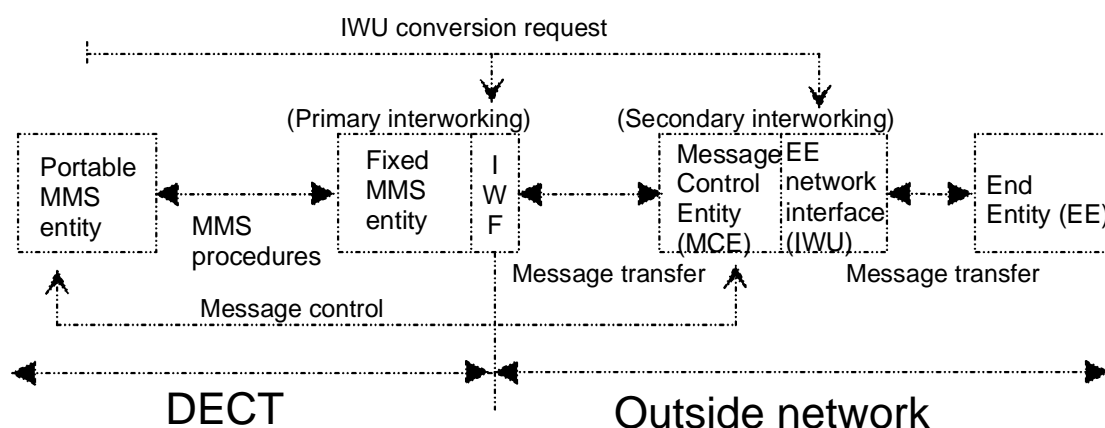 IWU conversion request
(Primary interworking)
(Secondary interworking)
Portable
MMS
entity
MMS
procedures
Fixed
MMS
entity
I
W
F
Message transfer
Message
Control
Entity
(MCE)
EE
network
interface
(IWU)
Message transfer
End
Entity (EE)
Message control
DECT
Outside network